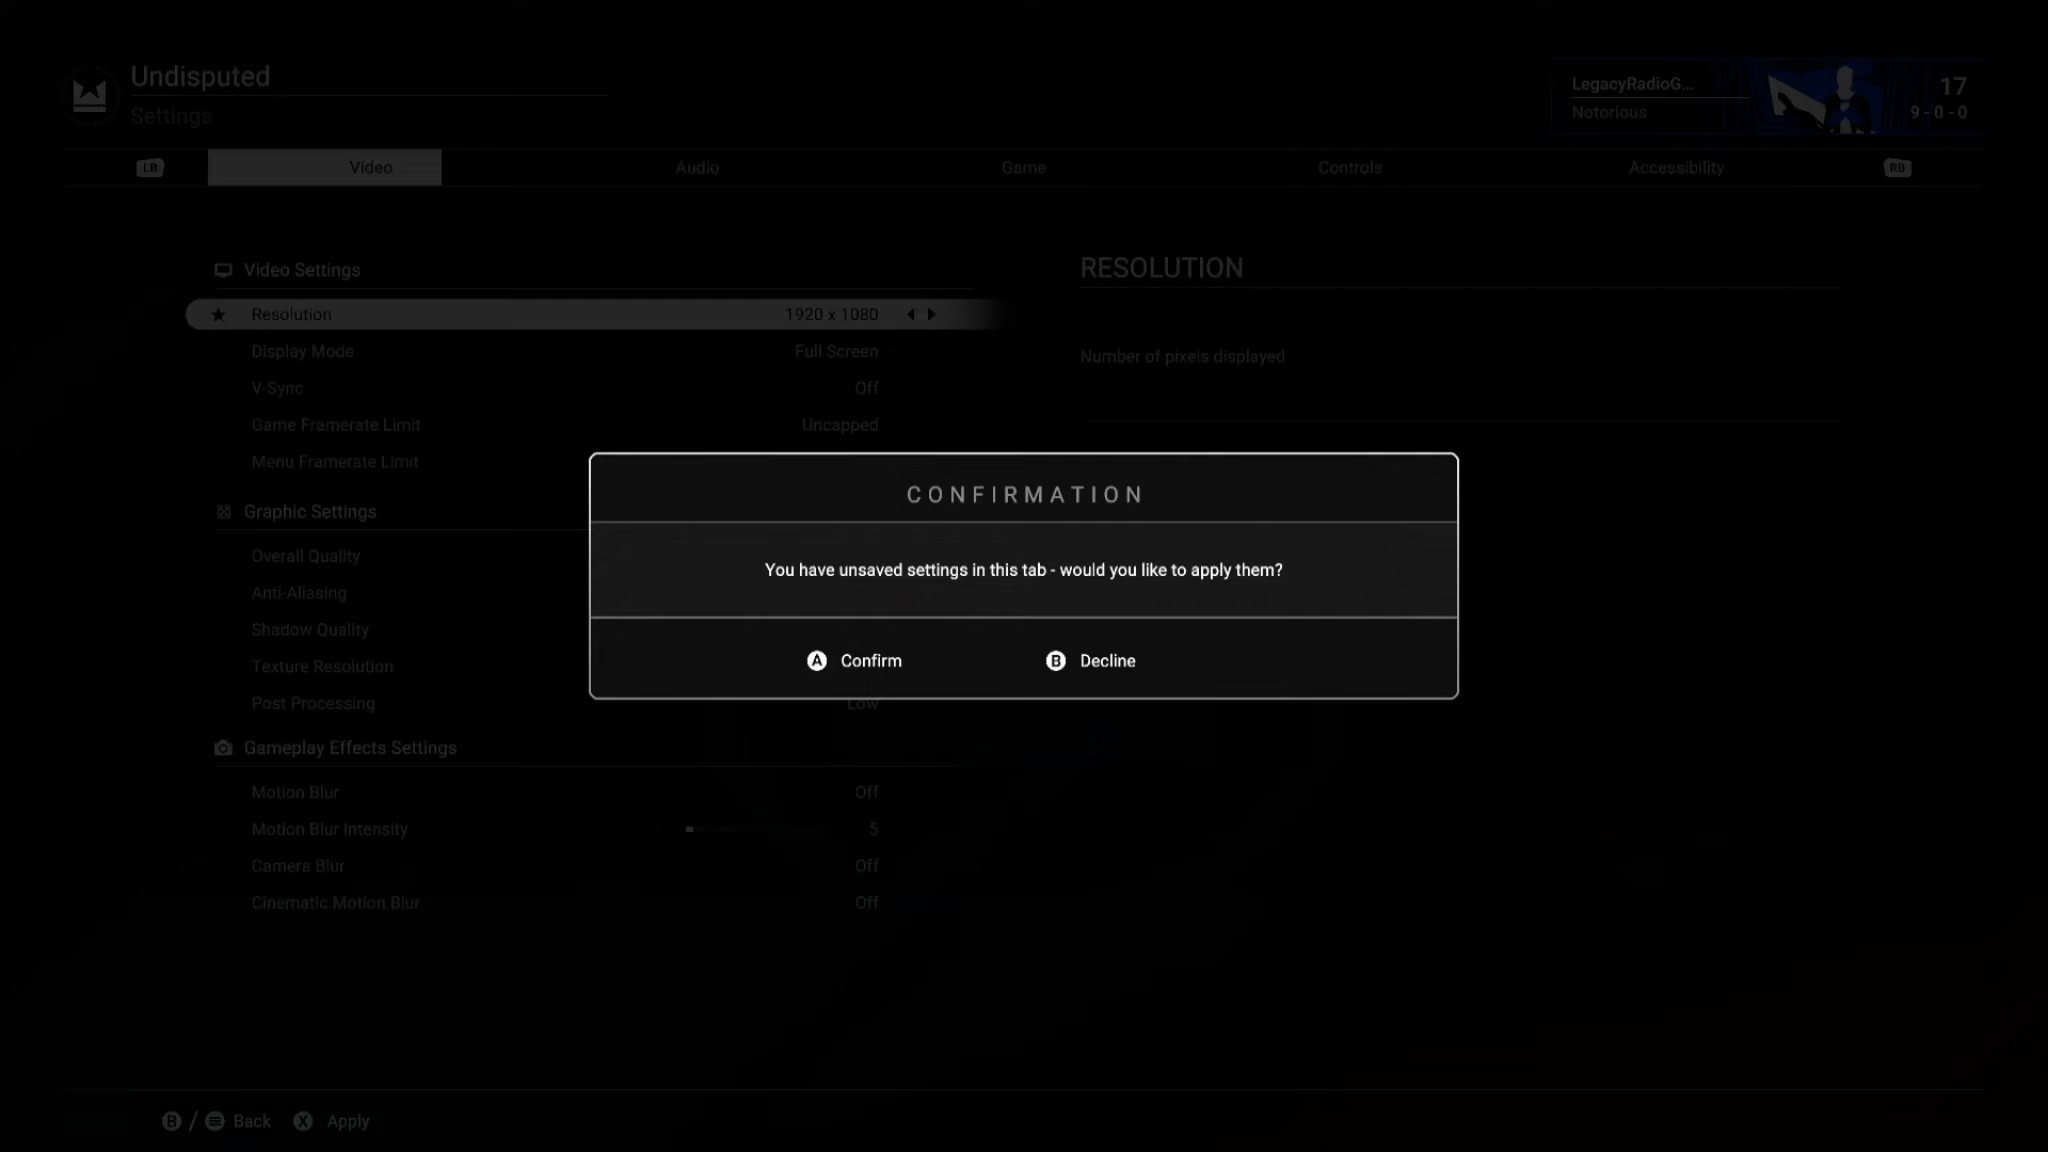 Undisputed
Settings
LegacyRadioG...
Notorious
17
9 - 0 - 0
LB
Video
Audio
Game
Controls
Accessibility
RB
Video Settings
Resolution 1920 x 1080
Display Mode Full Screen
V-Sync Off
Game Framerate Limit Uncapped
Menu Framerate Limit
Graphic Settings
Overall Quality
Anti-Aliasing
Shadow Quality
Texture Resolution
Post Processing Low
Gameplay Effects Settings
Motion Blur Off
Motion Blur Intensity 5
Camera Blur Off
Cinematic Motion Blur Off
RESOLUTION
Number of pixels displayed
CONFIRMATION
You have unsaved settings in this tab - would you like to apply them?
A Confirm B Decline
B / Back X Apply